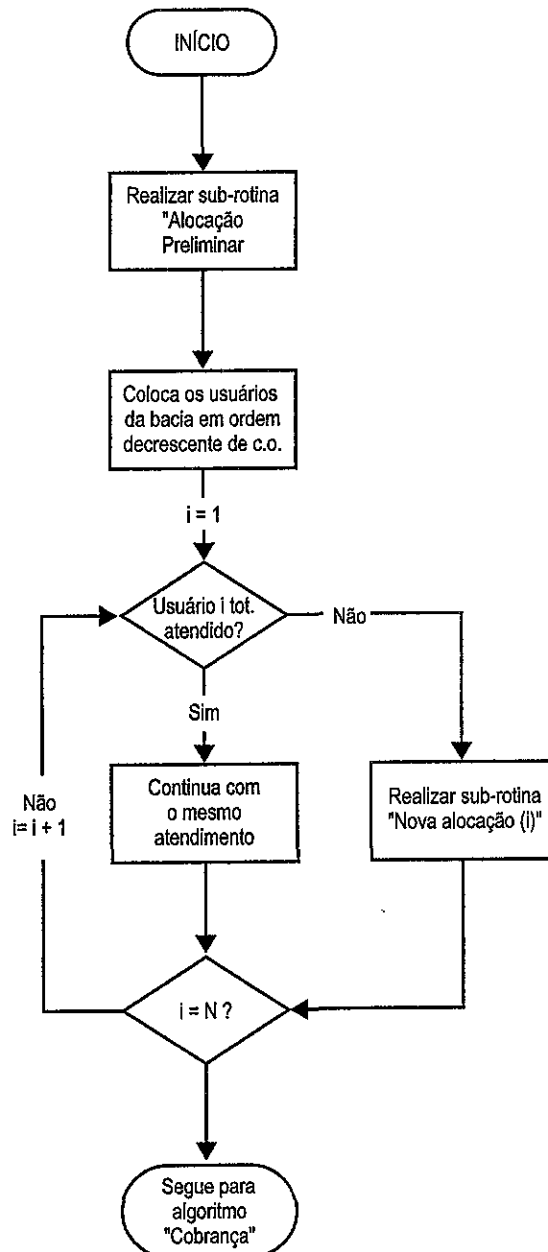 INÍCIO
Realizar sub-rotina
"Alocação
Preliminar
Coloca os usuários
da bacia em ordem
decrescente de c.o.
i = 1
Usuário i tot.
atendido?
Não
Sim
Continua com
o mesmo
atendimento
Realizar sub-rotina
"Nova alocação (i)"
Não
i= i + 1
i = N ?
Segue para
algoritmo
"Cobrança"